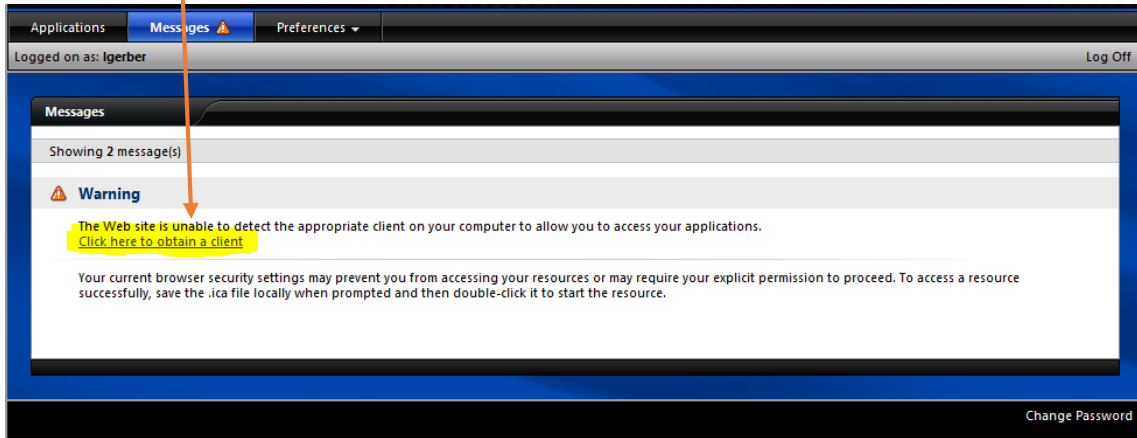 Applications Messages Preferences
Logged on as: lgerber Log Off
Messages
Showing 2 message(s)
Warning
The Web site is unable to detect the appropriate client on your computer to allow you to access your applications.
Click here to obtain a client
Your current browser security settings may prevent you from accessing your resources or may require your explicit permission to proceed. To access a resource
successfully, save the .ica file locally when prompted and then double-click it to start the resource.
Change Password